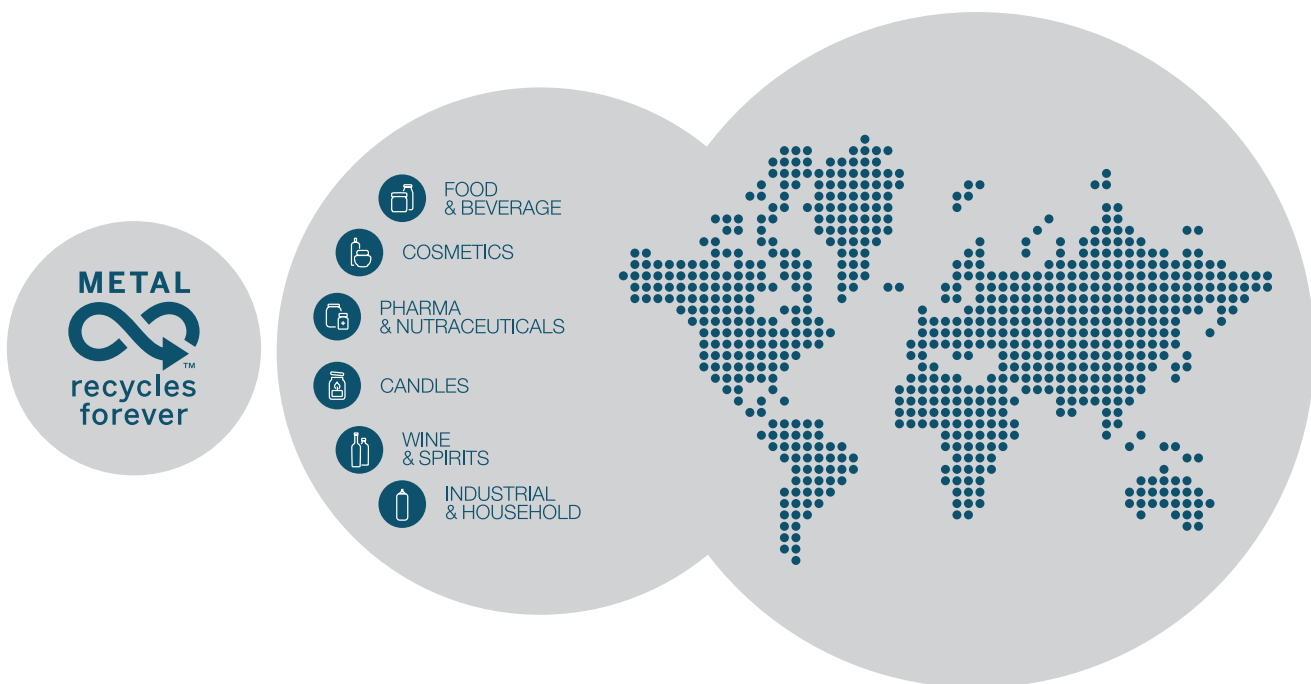 METAL
™
recycles
forever
FOOD
& BEVERAGE
COSMETICS
PHARMA
& NUTRACEUTICALS
CANDLES
WINE
& SPIRITS
INDUSTRIAL
& HOUSEHOLD